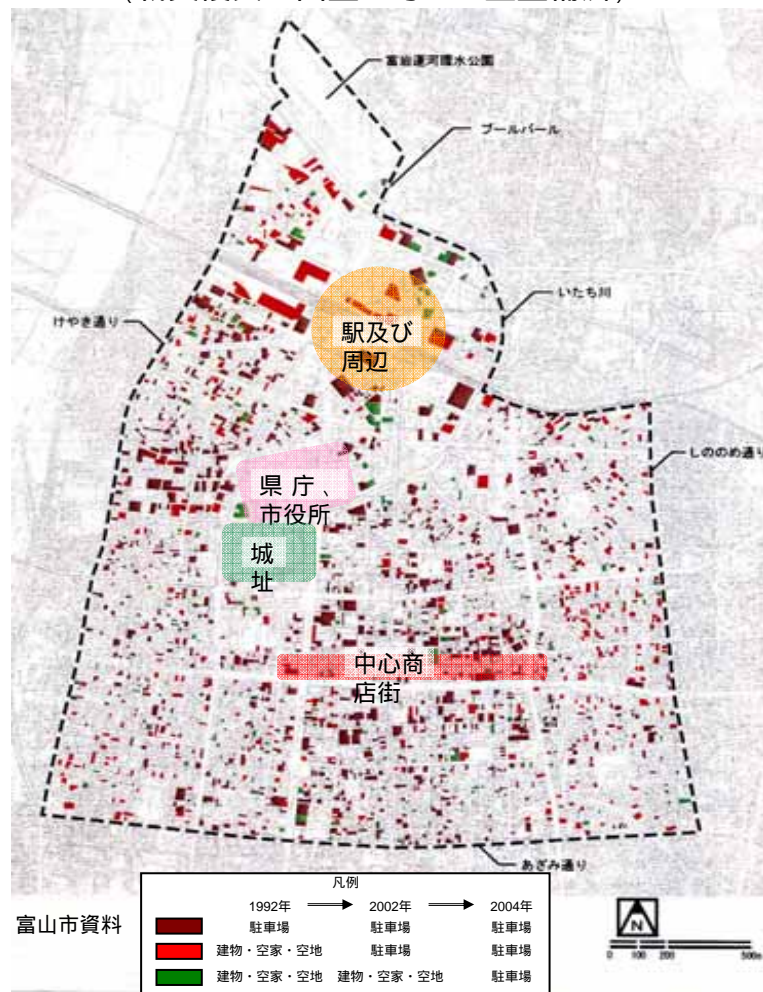 富岩運河環水公園
ブールバール
いたち川
けやき通り
駅及び
周辺
しののめ通り
県庁、
市役所
城
址
中心商
店街
あざみ通り
富山市資料
凡例
1992年 2002年 2004年
駐車場 駐車場 駐車場
建物・空家・空地 駐車場 駐車場
建物・空家・空地 建物・空家・空地 駐車場
N
0 100 200 500m